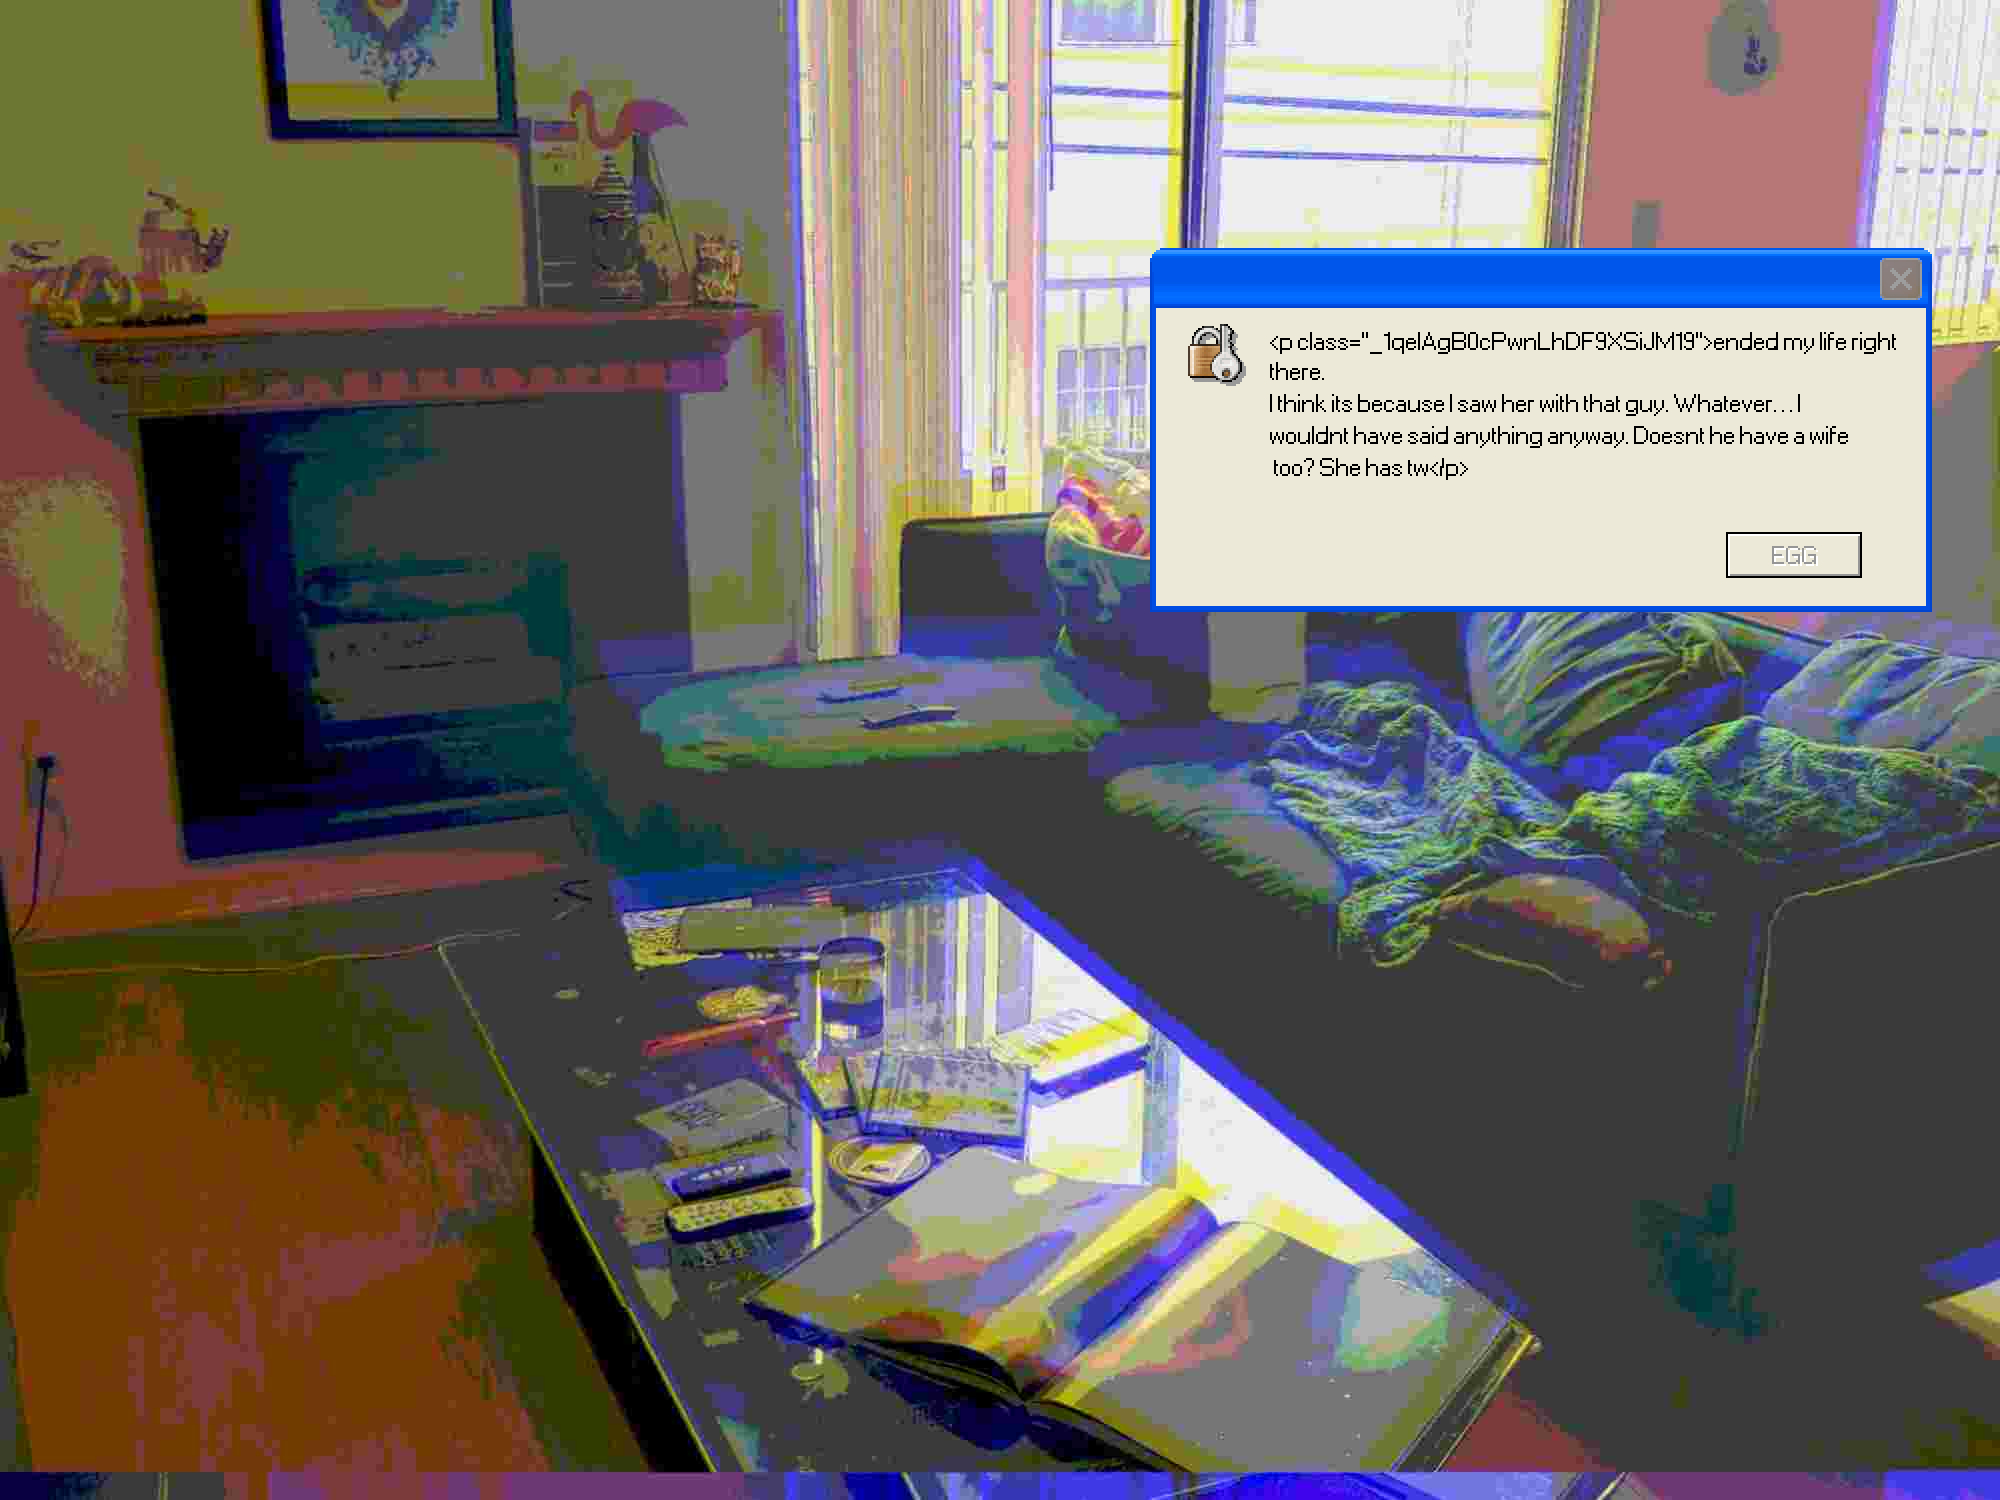 <p class="_1qeIAgB0cPwnLhDF9XSiJM19">ended my life right
there.
I think its because I saw her with that guy. Whatever...I
wouldnt have said anything anyway. Doesnt he have a wife
too? She has tw</p>
EGG